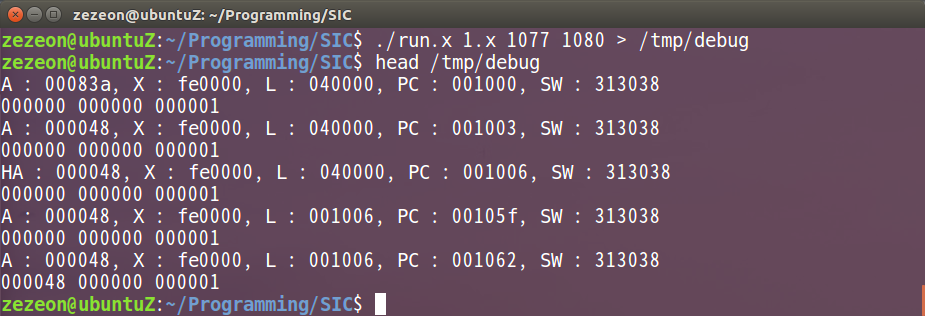 zezeon@ubuntuZ: ~/Programming/SIC
zezeon@ubuntuZ:~/Programming/SIC$ ./run.x 1.x 1077 1080 > /tmp/debug
zezeon@ubuntuZ:~/Programming/SIC$ head /tmp/debug
A : 00083a, X : fe0000, L : 040000, PC : 001000, SW : 313038
000000 000000 000001
A : 000048, X : fe0000, L : 040000, PC : 001003, SW : 313038
000000 000000 000001
HA : 000048, X : fe0000, L : 040000, PC : 001006, SW : 313038
000000 000000 000001
A : 000048, X : fe0000, L : 001006, PC : 00105f, SW : 313038
000000 000000 000001
A : 000048, X : fe0000, L : 001006, PC : 001062, SW : 313038
000048 000000 000001
zezeon@ubuntuZ:~/Programming/SIC$